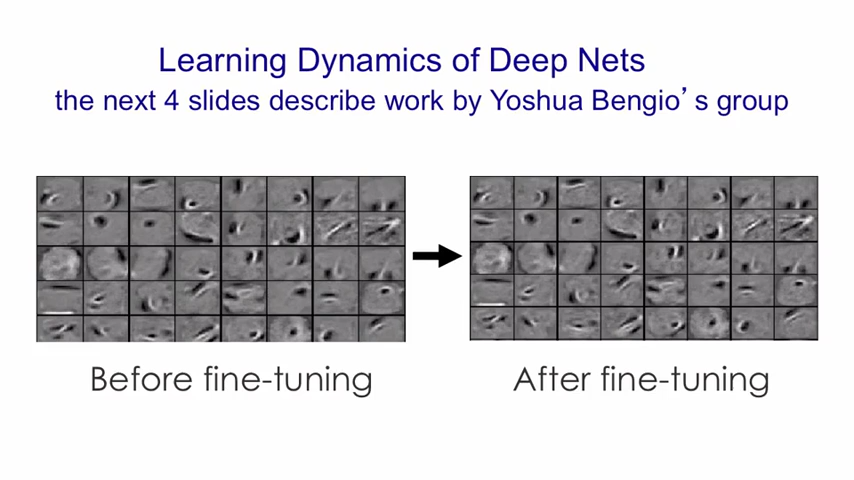 Learning Dynamics of Deep Nets
the next 4 slides describe work by Yoshua Bengio’s group
Before fine-tuning
After fine-tuning